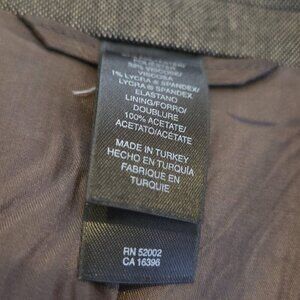 VISCOSA
1% LYCRA ® SPANDEX/
LYCRA ® SPANDEX/
ELASTANO
LINING/FORRO/
DOUBLURE
100% ACETATE/
ACETATO/ACÉTATE
MADE IN TURKEY
HECHO EN TURQUÍA
FABRIQUÉ EN
TURQUIE
RN 52002
CA 16396